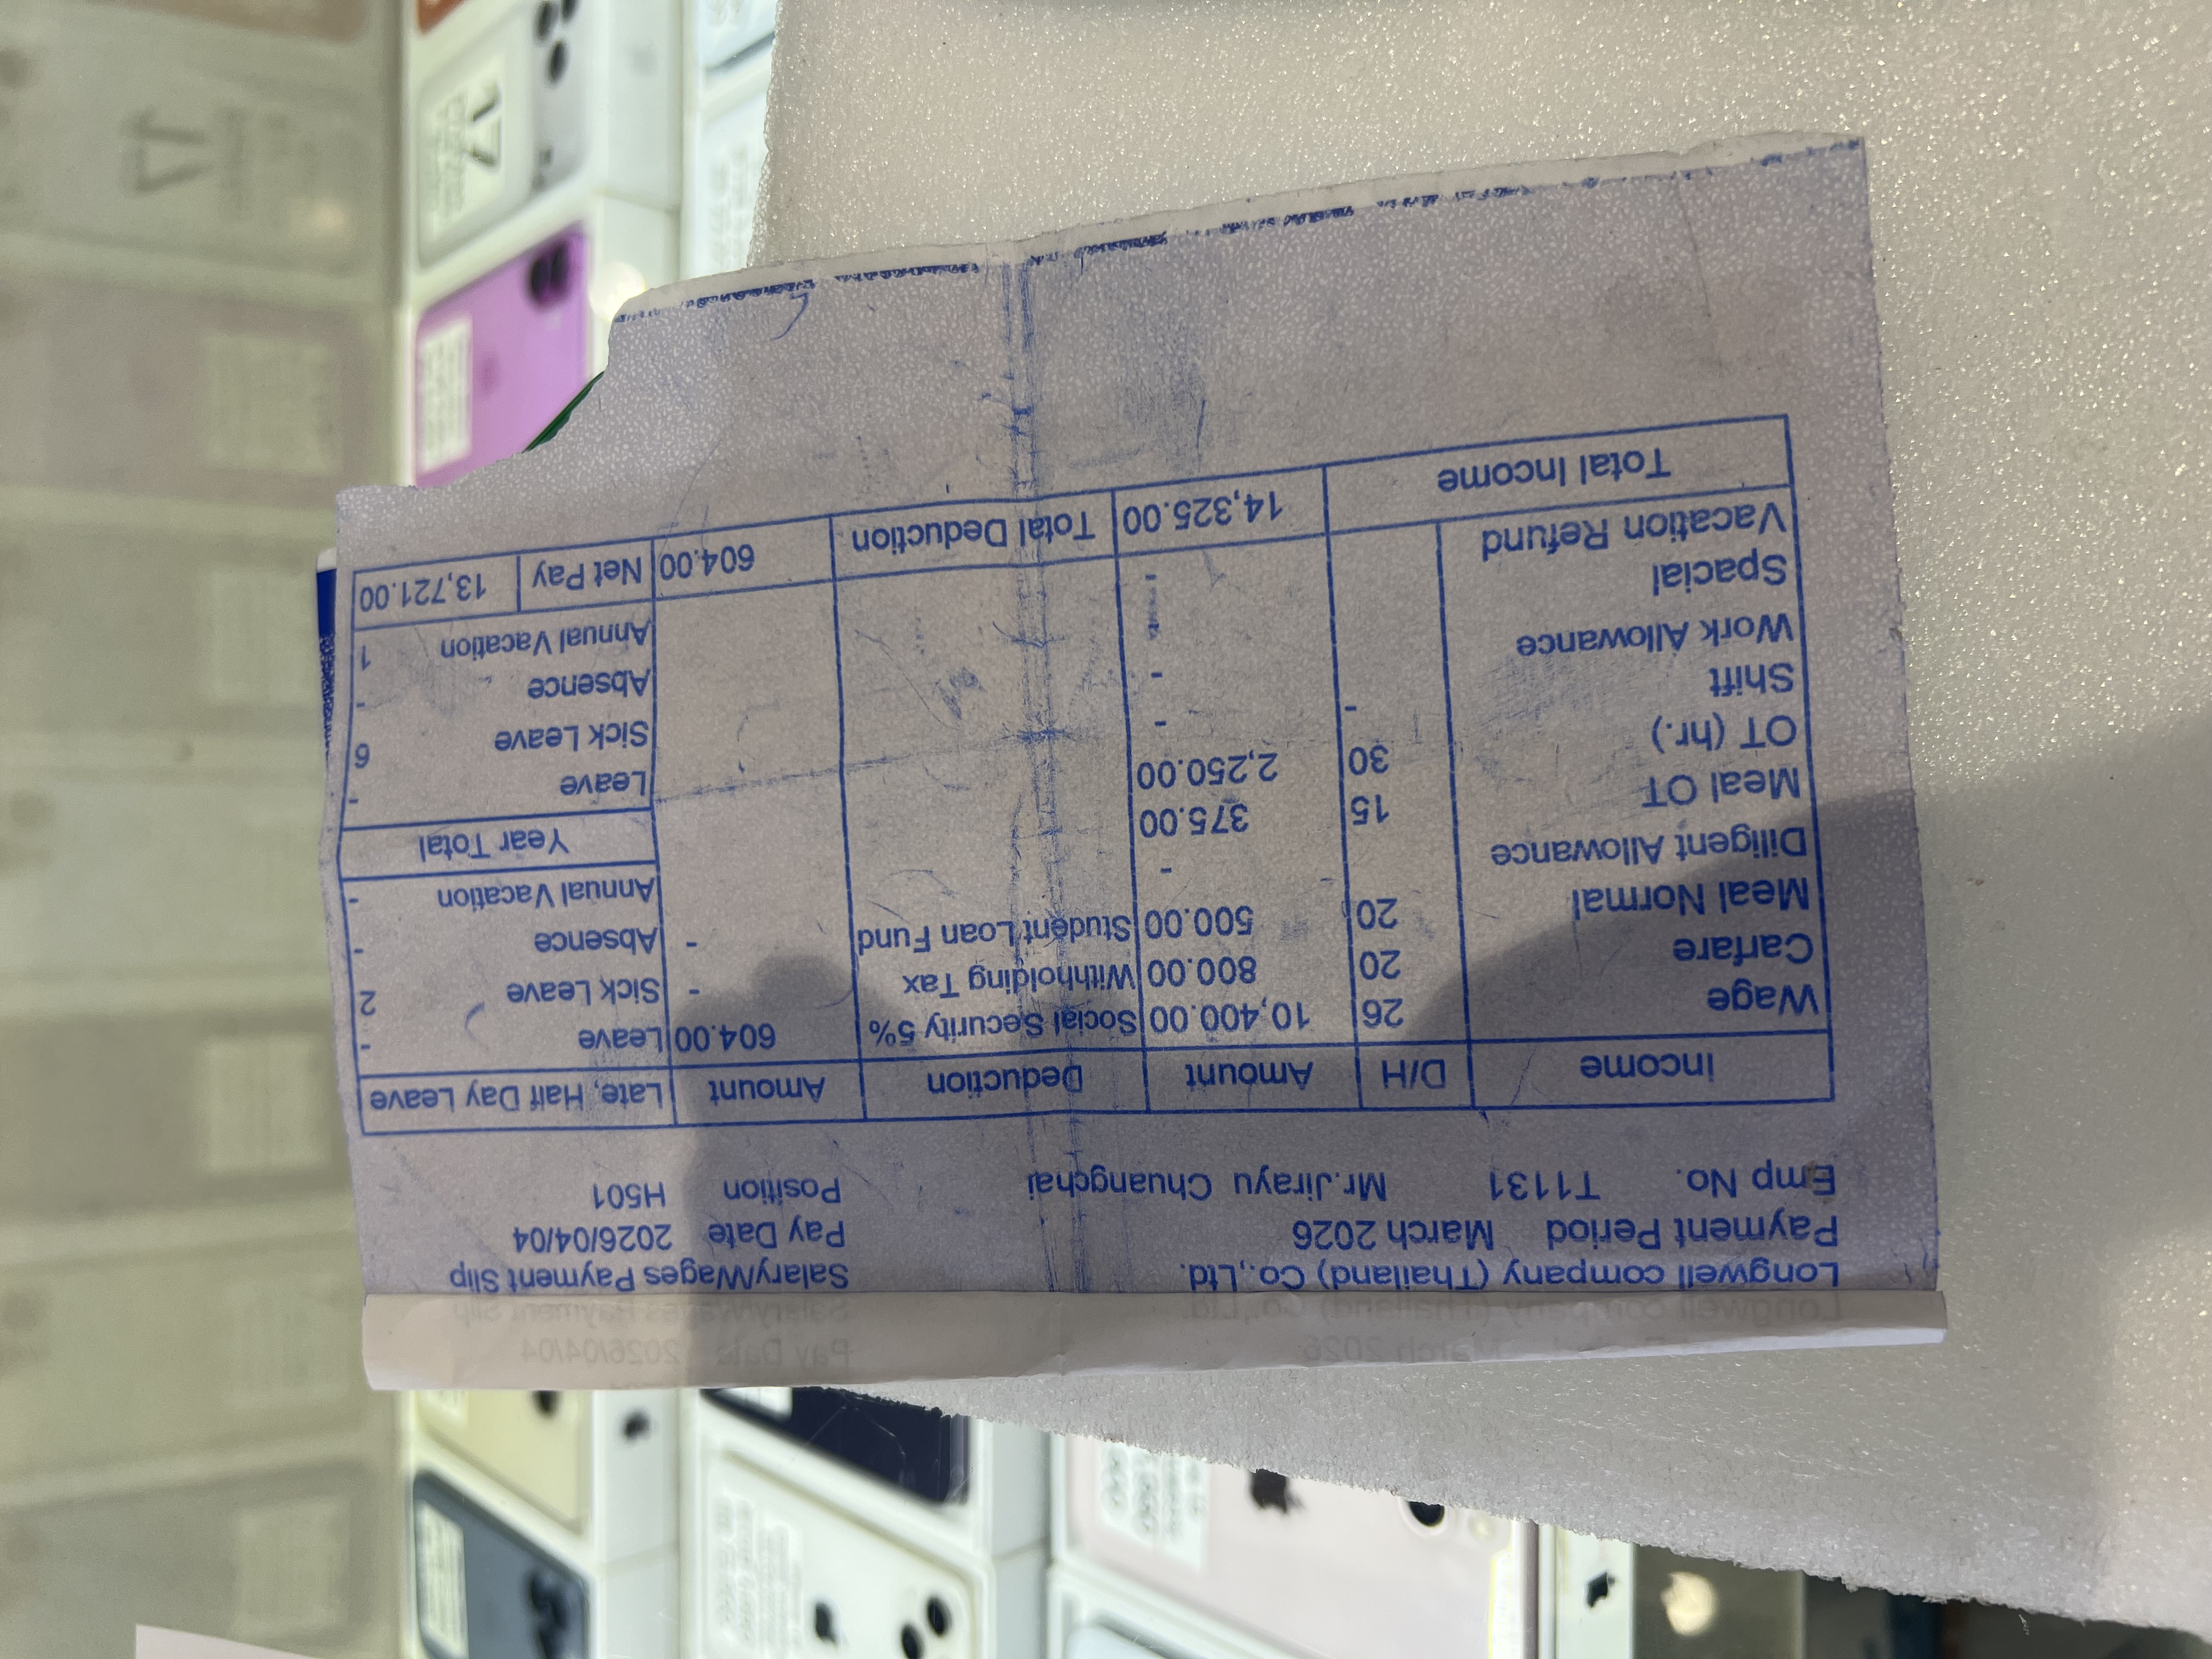 Longwell company (Thailand) Co.,Ltd. Salary/Wages Payment Slip
Payment Period March 2026 Pay Date 2026/04/04
Emp No. T1131 Mr.Jirayu Chuangchai Position H501
Income D/H Amount Deduction Amount Late, Half Day Leave
Wage 26 10,400.00 Social Security 5% 604.00 Leave -
Carfare 20 800.00 Withholding Tax - Sick Leave 2
Meal Normal 20 500.00 Student Loan Fund - Absence -
Diligent Allowance - Annual Vacation -
Meal OT 15 375.00 Year Total
OT (hr.) 30 2,250.00 Leave -
Shift - - Sick Leave 6
Work Allowance - Absence -
Spacial Annual Vacation 1
Vacation Refund -
Total Income 14,325.00 Total Deduction 604.00 Net Pay 13,721.00